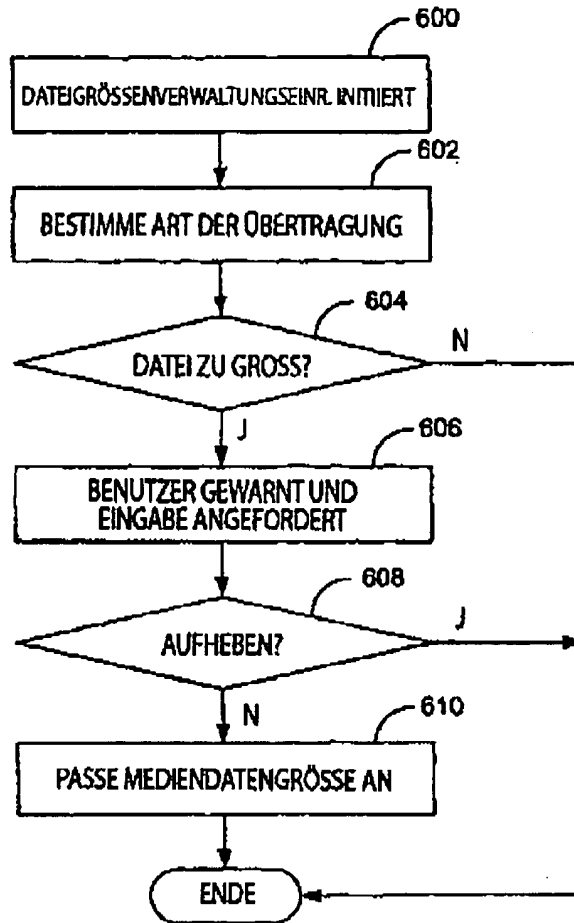 600
DATEIGRÖSSENVERWALTUNGSEINR. INITIIERT
602
BESTIMME ART DER ÜBERTRAGUNG
604
DATEI ZU GROSS?
N
J
606
BENUTZER GEWARNT UND
EINGABE ANGEFORDERT
608
AUFHEBEN?
J
N
610
PASSE MEDIENDATENGRÖSSE AN
ENDE